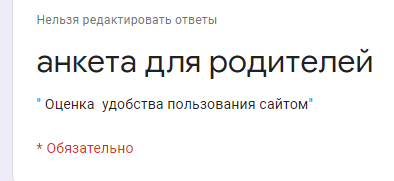 Нельзя редактировать ответы
анкета для родителей
" Оценка  удобства пользования сайтом"
* Обязательно